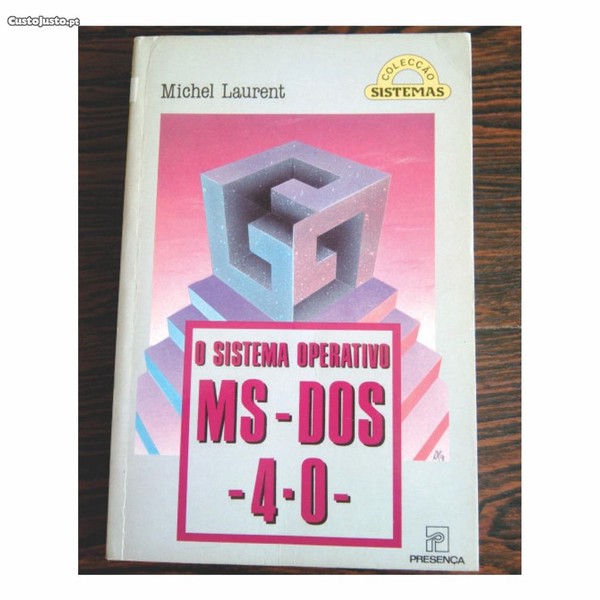 CustoJusto.pt
Michel Laurent
COLECÇÃO
SISTEMAS
O SISTEMA OPERATIVO
MS-DOS
-4·0-
PRESENÇA